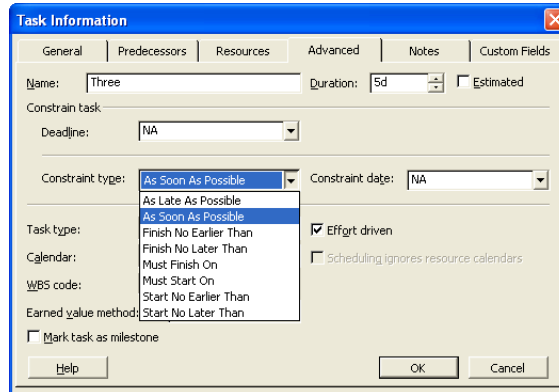 Task Information
General Predecessors Resources Advanced Notes Custom Fields
Name: Three Duration: 5d Estimated
Constrain task
Deadline: NA
Constraint type: As Soon As Possible Constraint date: NA
As Late As Possible
As Soon As Possible
Task type: Finish No Earlier Than Effort driven
Finish No Later Than
Calendar: Must Finish On Scheduling ignores resource calendars
Must Start On
WBS code: Start No Earlier Than
Earned value method: Start No Later Than
Mark task as milestone
Help OK Cancel